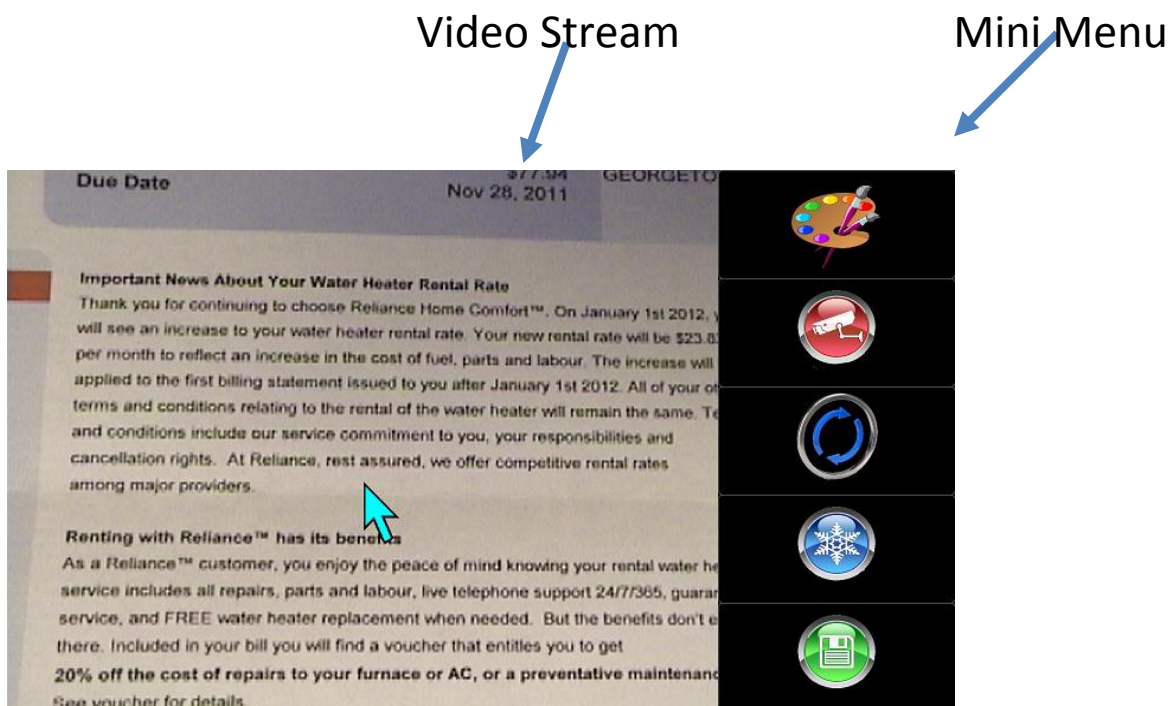 Video Stream
Mini Menu
Due Date
$77.94
GEORGETO
Nov 28, 2011
Important News About Your Water Heater Rental Rate
Thank you for continuing to choose Reliance Home Comfort™. On January 1st 2012,
will see an increase to your water heater rental rate. Your new rental rate will be $23.8
per month to reflect an increase in the cost of fuel, parts and labour. The increase will
applied to the first billing statement issued to you after January 1st 2012. All of your
terms and conditions relating to the rental of the water heater will remain the same.
and conditions include our service commitment to you, your responsibilities and
cancellation rights. At Reliance, rest assured, we offer competitive rental rates
among major providers.
Renting with Reliance™ has its benefits
As a Reliance™ customer, you enjoy the peace of mind knowing your rental water
service includes all repairs, parts and labour, live telephone support 24/7/365,
service, and FREE water heater replacement when needed. But the benefits don't
there. Included in your bill you will find a voucher that entitles you to get
20% off the cost of repairs to your furnace or AC, or a preventative
See voucher for details.